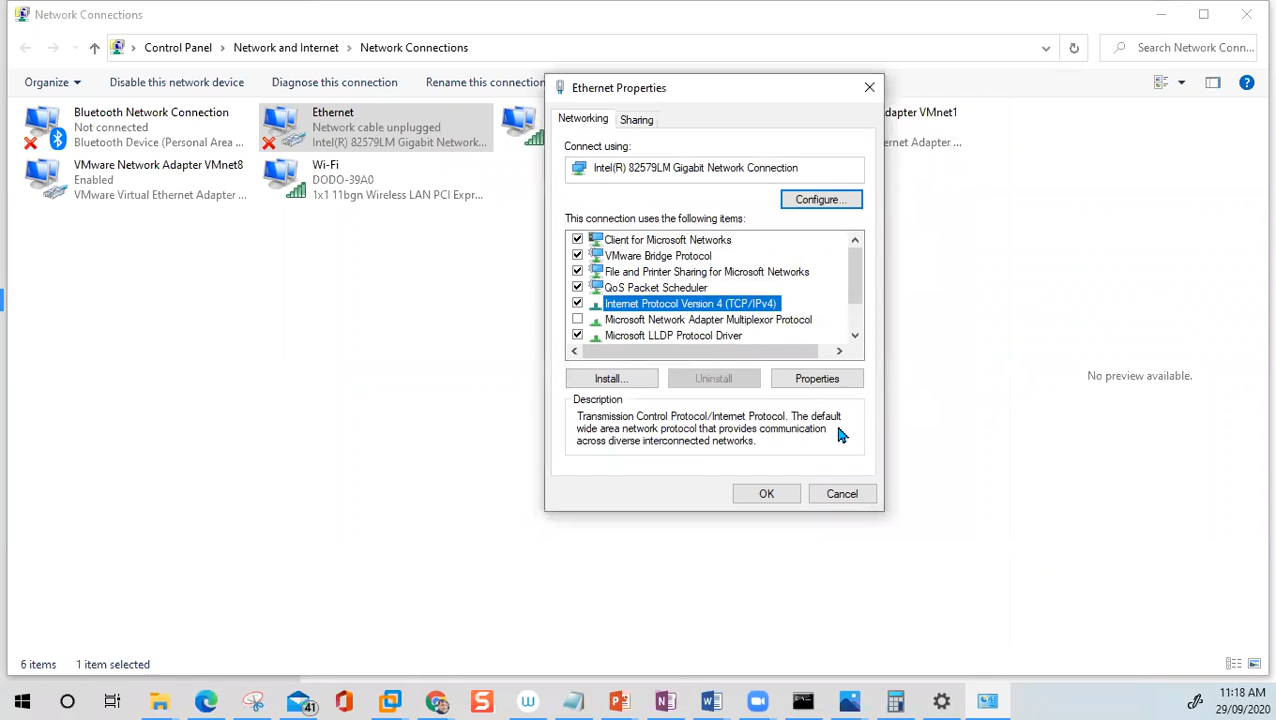 Network Connections
Control Panel > Network and Internet > Network Connections
Search Network Conn...
Organize
Disable this network device
Diagnose this connection
Rename this connection
Bluetooth Network Connection
Not connected
Bluetooth Device (Personal Area ...
Ethernet
Network cable unplugged
Intel(R) 82579LM Gigabit Network...
dapter VMnet1
ernet Adapter ...
VMware Network Adapter VMnet8
Enabled
VMware Virtual Ethernet Adapter ...
Wi-Fi
DODO-39A0
1x1 11bgn Wireless LAN PCI Expr...
Ethernet Properties
Networking
Sharing
Connect using:
Intel(R) 82579LM Gigabit Network Connection
Configure...
This connection uses the following items:
Client for Microsoft Networks
VMware Bridge Protocol
File and Printer Sharing for Microsoft Networks
QoS Packet Scheduler
Internet Protocol Version 4 (TCP/IPv4)
Microsoft Network Adapter Multiplexor Protocol
Microsoft LLDP Protocol Driver
Install...
Uninstall
Properties
Description
Transmission Control Protocol/Internet Protocol. The default
wide area network protocol that provides communication
across diverse interconnected networks.
OK
Cancel
No preview available.
6 items
1 item selected
41
11:18 AM
29/09/2020